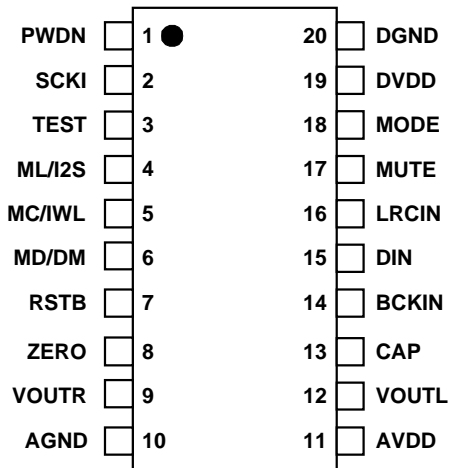 PWDN 1 20 DGND
SCKI 2 19 DVDD
TEST 3 18 MODE
ML/I2S 4 17 MUTE
MC/IWL 5 16 LRCIN
MD/DM 6 15 DIN
RSTB 7 14 BCKIN
ZERO 8 13 CAP
VOUTR 9 12 VOUTL
AGND 10 11 AVDD